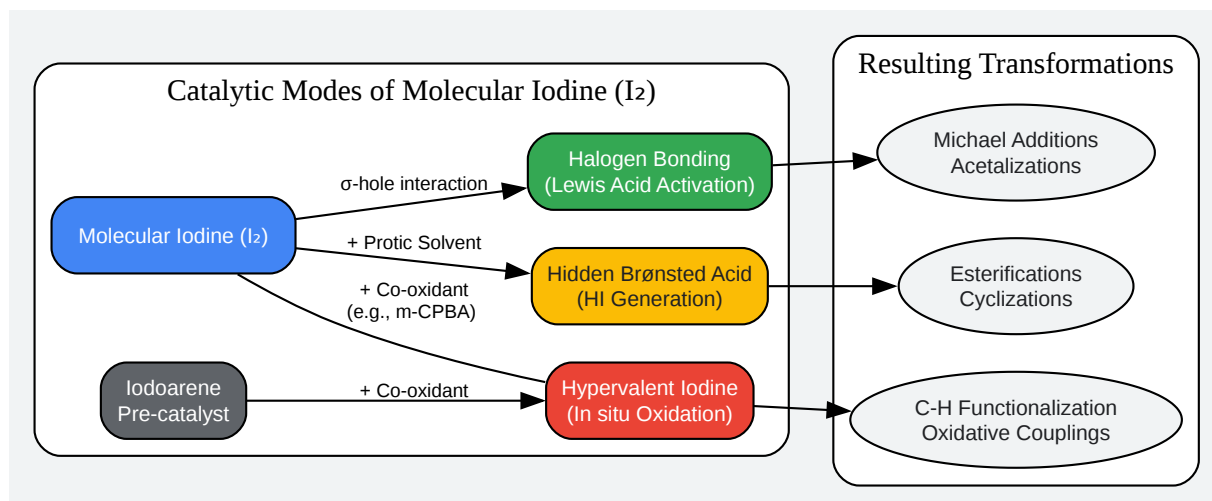 Catalytic Modes of Molecular Iodine (I₂)
Resulting Transformations
Molecular Iodine (I₂)
σ-hole interaction
Halogen Bonding
(Lewis Acid Activation)
Michael Additions
Acetalizations
+ Protic Solvent
Hidden Brønsted Acid
(HI Generation)
Esterifications
Cyclizations
+ Co-oxidant
(e.g., m-CPBA)
Iodoarene
Pre-catalyst
+ Co-oxidant
Hypervalent Iodine
(In situ Oxidation)
C-H Functionalization
Oxidative Couplings